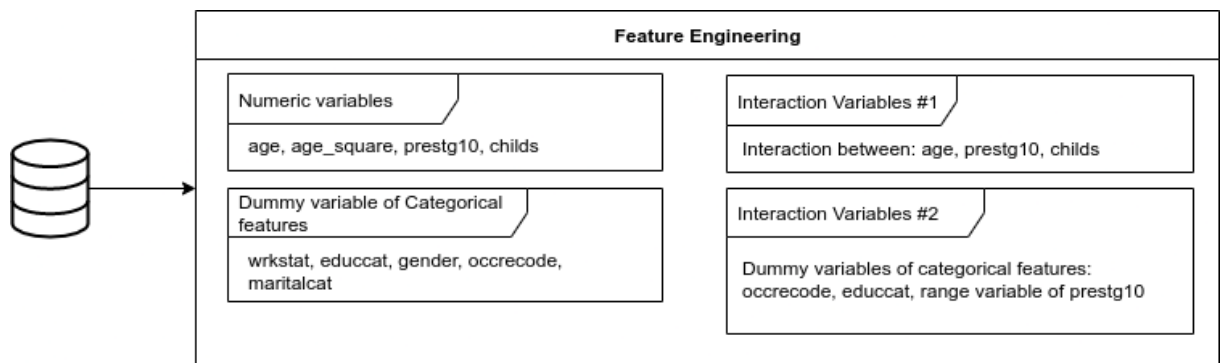 Feature Engineering
Numeric variables
age, age_square, prestg10, childs
Dummy variable of Categorical
features
wrkstat, educcat, gender, occrecode,
maritalcat
Interaction Variables #1
Interaction between: age, prestg10, childs
Interaction Variables #2
Dummy variables of categorical features:
occrecode, educcat, range variable of prestg10